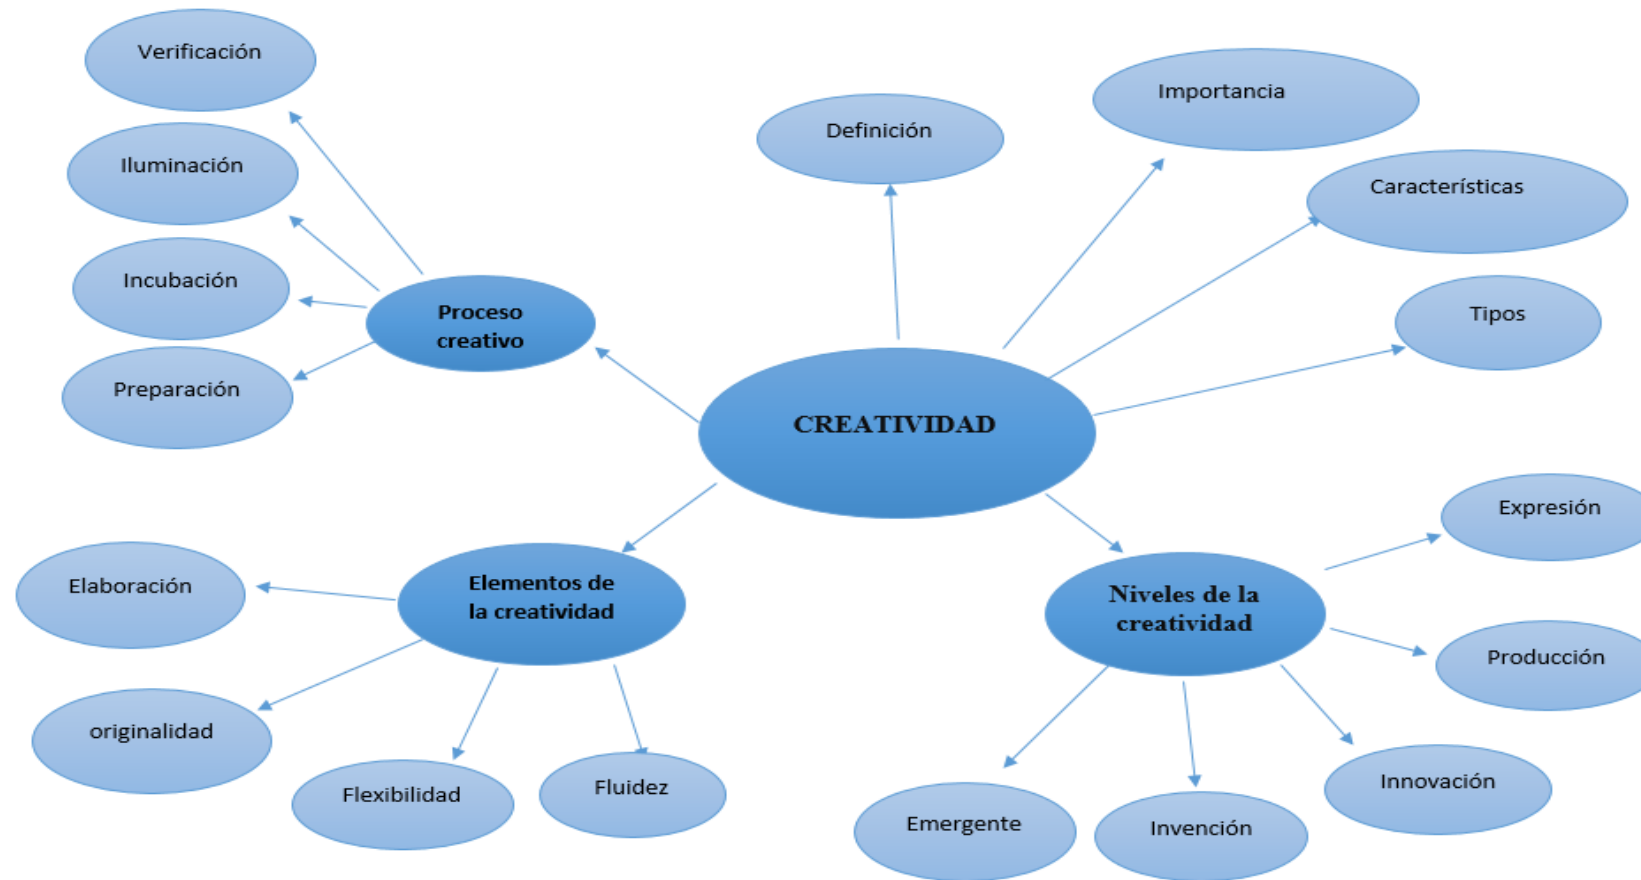 Verificación
Iluminación
Incubación
Preparación
Proceso
creativo
Definición
Importancia
Características
Tipos
CREATIVIDAD
Elementos de
la creatividad
Elaboración
originalidad
Flexibilidad
Fluidez
Niveles de la
creatividad
Expresión
Producción
Innovación
Invención
Emergente